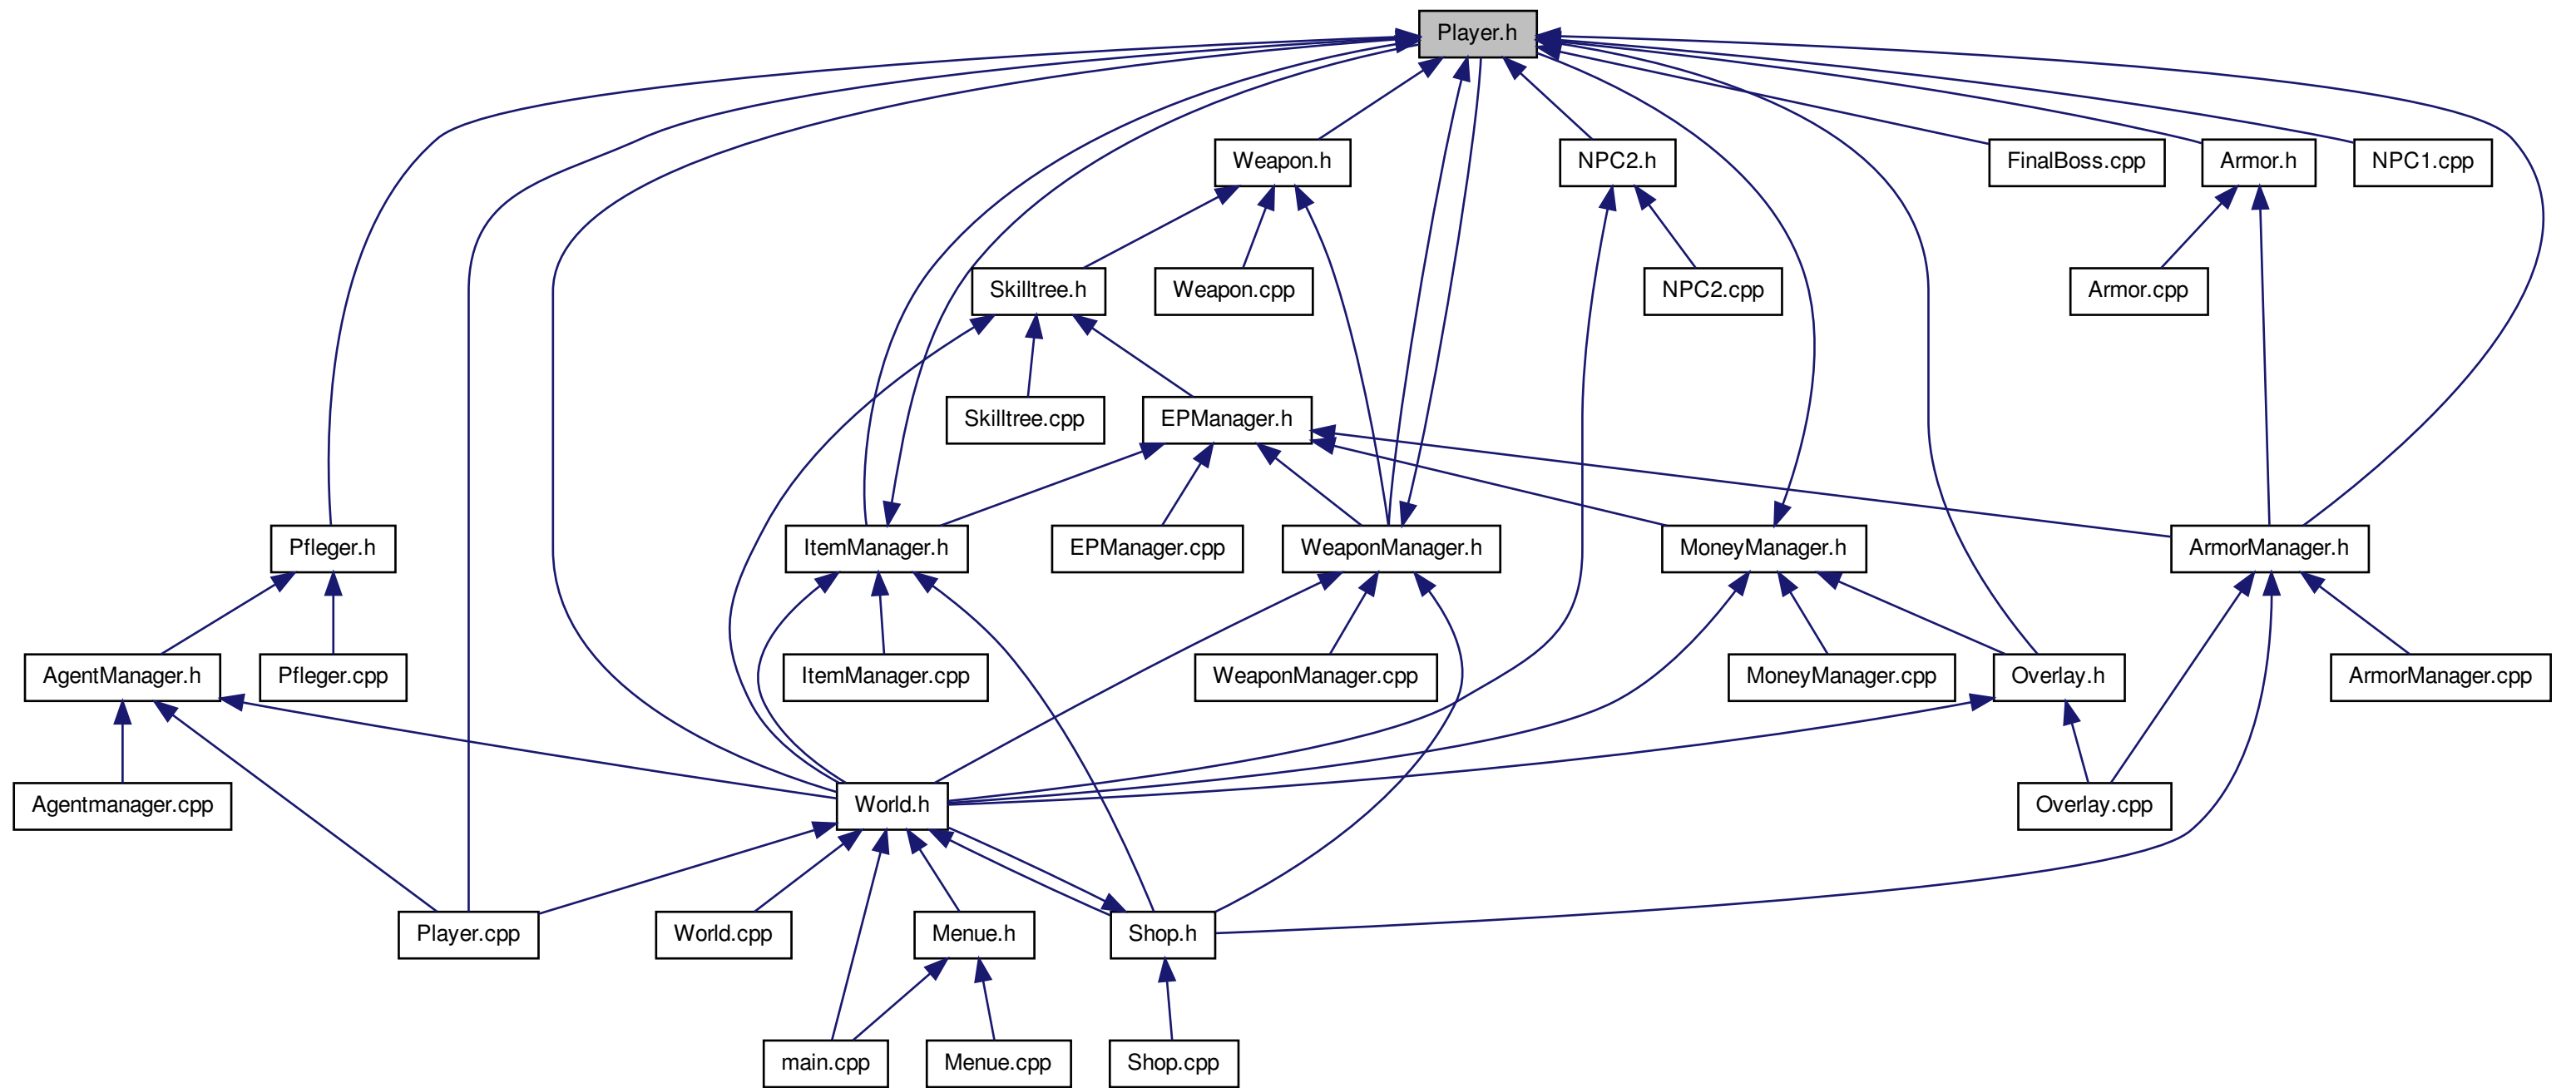 Player.h
Weapon.h
NPC2.h
FinalBoss.cpp
Armor.h
NPC1.cpp
Skilltree.h
Weapon.cpp
NPC2.cpp
Armor.cpp
Skilltree.cpp
EPManager.h
Pfleger.h
ItemManager.h
EPManager.cpp
WeaponManager.h
MoneyManager.h
ArmorManager.h
AgentManager.h
Pfleger.cpp
ItemManager.cpp
WeaponManager.cpp
MoneyManager.cpp
Overlay.h
ArmorManager.cpp
Agentmanager.cpp
World.h
Overlay.cpp
Player.cpp
World.cpp
Menue.h
Shop.h
main.cpp
Menue.cpp
Shop.cpp